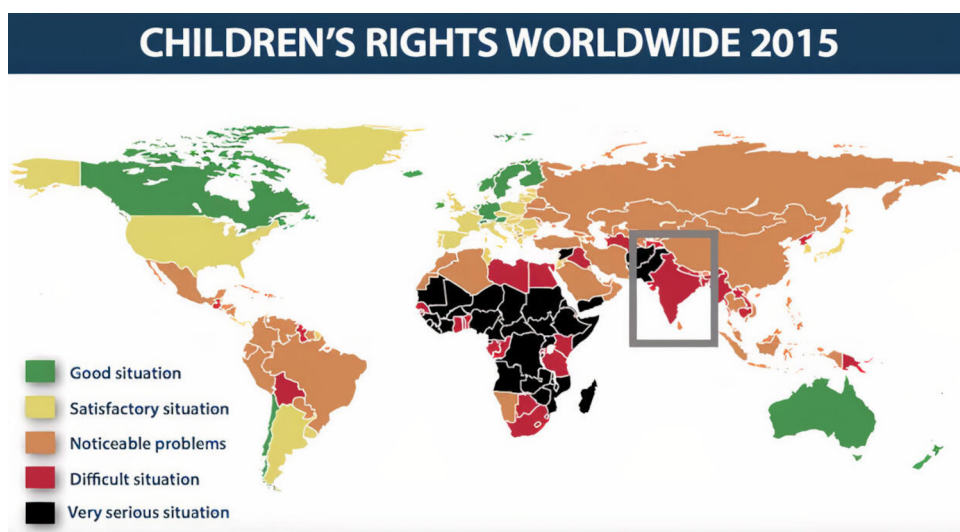 CHILDREN'S RIGHTS WORLDWIDE 2015
Good situation
Satisfactory situation
Noticeable problems
Difficult situation
Very serious situation